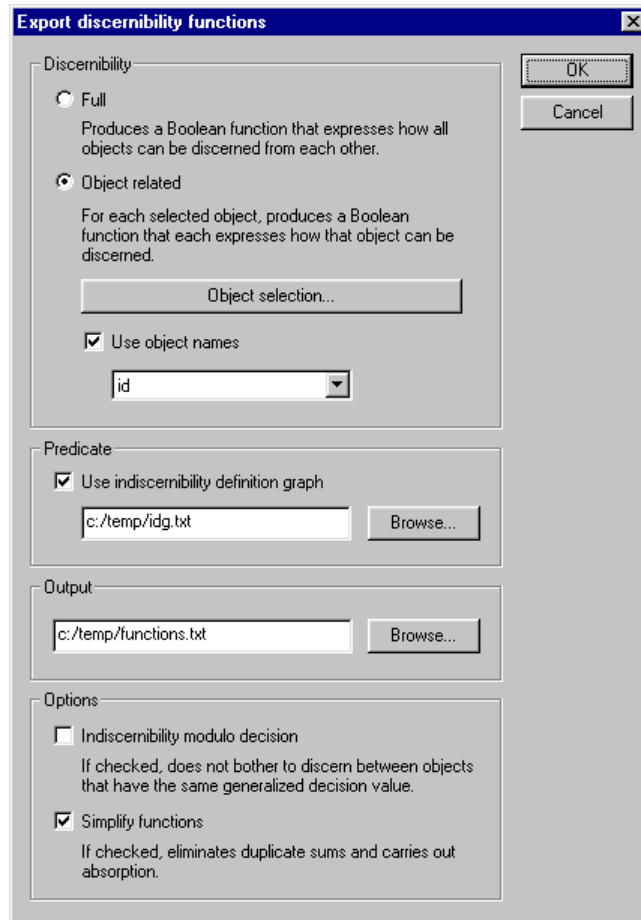 Export discernibility functions
Discernibility
OK
Cancel
Full
Produces a Boolean function that expresses how all
objects can be discerned from each other.
Object related
For each selected object, produces a Boolean
function that each expresses how that object can be
discerned.
Object selection...
Use object names
id
Predicate
Use indiscernibility definition graph
c:/temp/idg.txt
Browse...
Output
c:/temp/functions.txt
Browse...
Options
Indiscernibility modulo decision
If checked, does not bother to discern between objects
that have the same generalized decision value.
Simplify functions
If checked, eliminates duplicate sums and carries out
absorption.